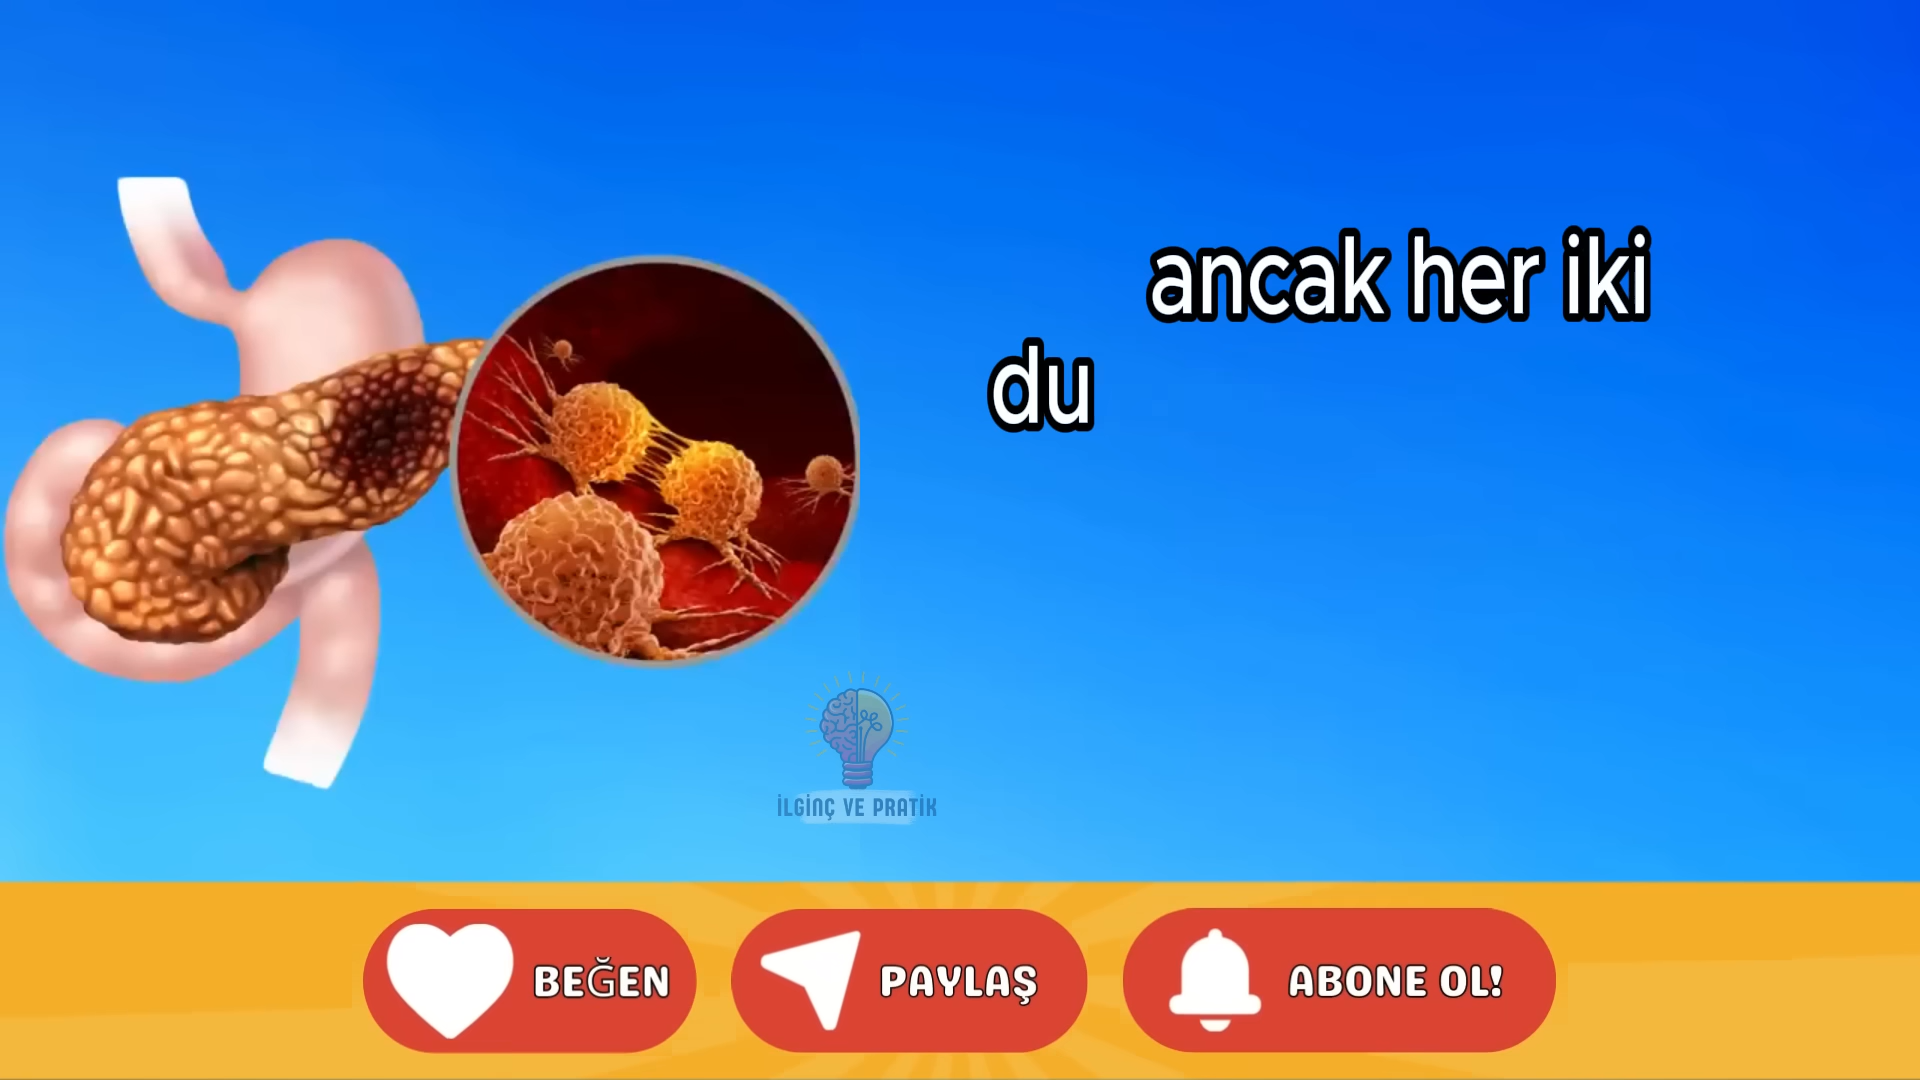 ancak her iki
du
İLGİNÇ VE PRATİK
BEĞEN
PAYLAŞ
ABONE OL!